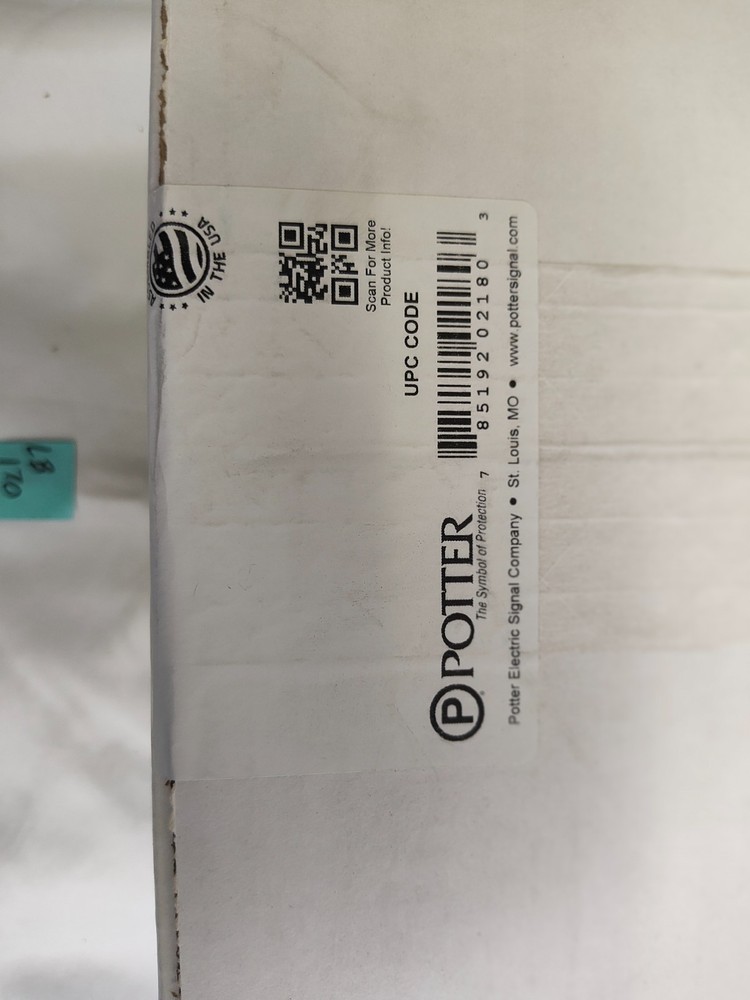 IN THE USA
Scan For More
Product Info!
UPC CODE
7 85192 02180 3
P POTTER
The Symbol of Protection
Potter Electric Signal Company • St. Louis, MO • www.pottersignal.com